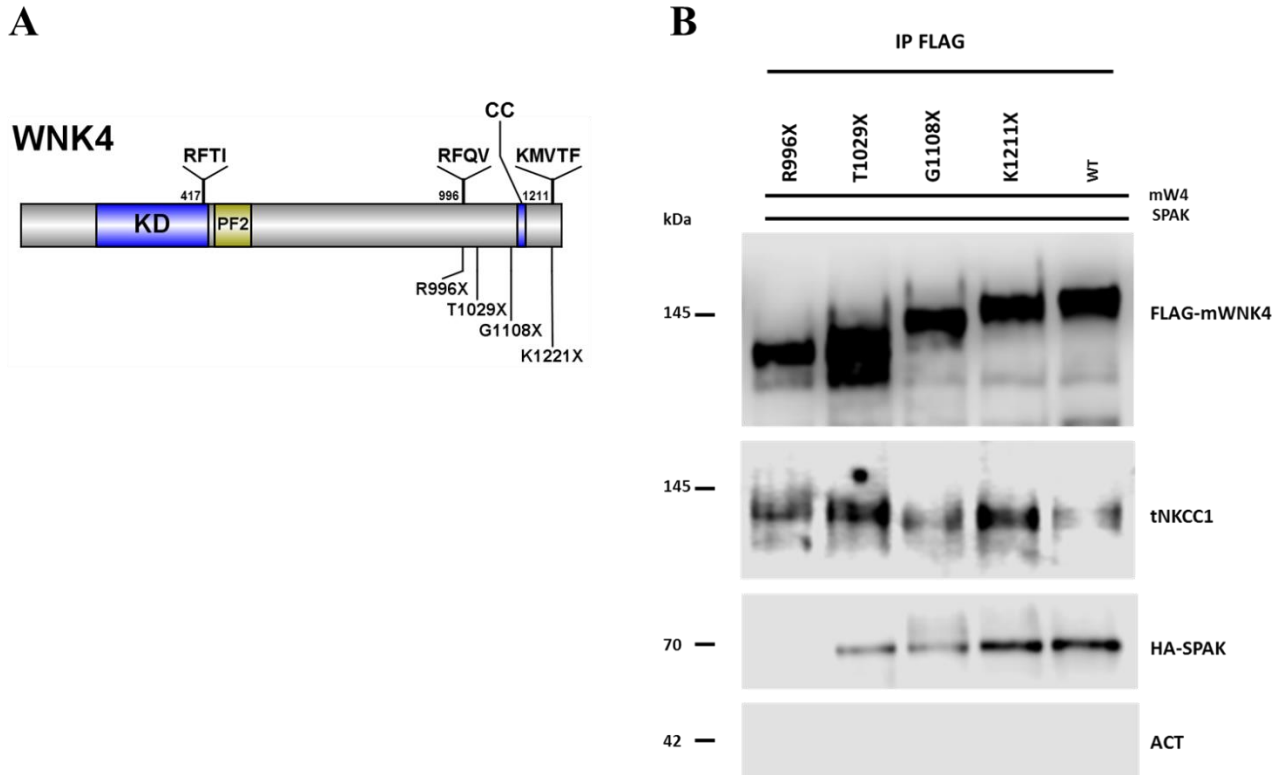 A
B
IP FLAG
WNK4
CC
RFTI
RFQV
KMVTF
417
996
1211
KD
PF2
R996X
T1029X
G1108X
K1221X
R996X
T1029X
G1108X
K1211X
WT
mW4
SPAK
kDa
145
FLAG-mWNK4
145
tNKCC1
70
HA-SPAK
42
ACT